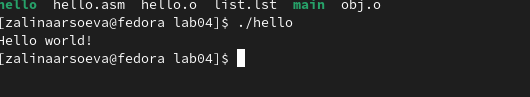 hello hello.asm hello.o list.lst main obj.o
[zalinaarsoeva@fedora lab04]$ ./hello
Hello world!
[zalinaarsoeva@fedora lab04]$